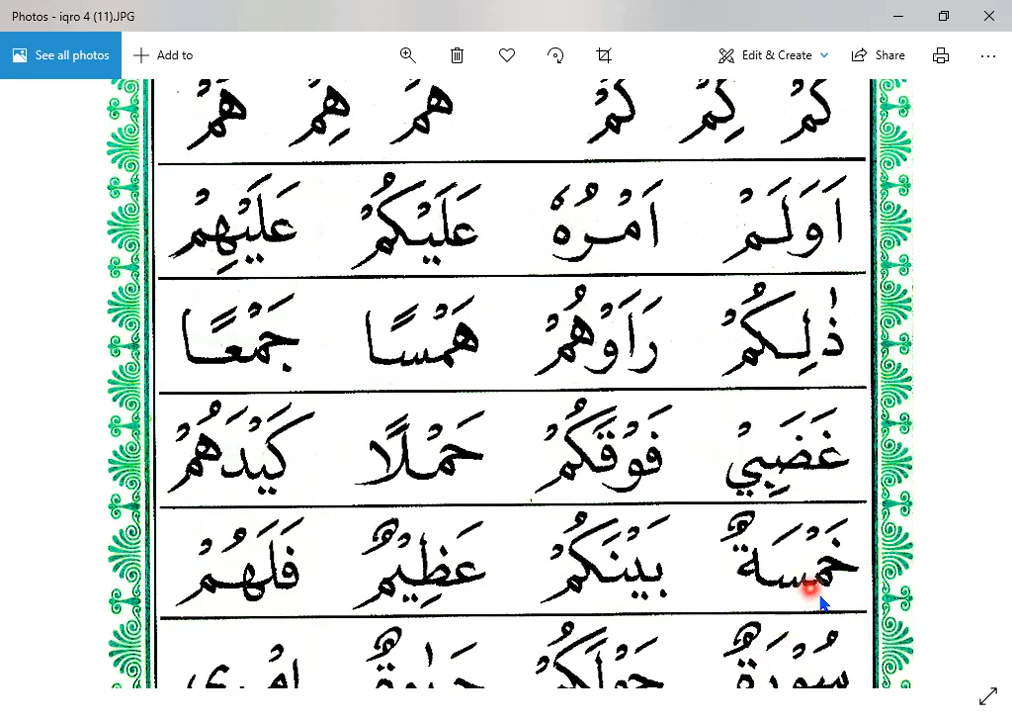 Photos - iqro 4 (11).JPG
See all photos Add to Edit & Create Share
كَمْ كِمْ كُمْ هَمْ هِمْ هُمْ
اَوَلَمْ اَمْرُهُ عَلَيْكُمْ عَلَيْهِمْ
ذٰلِكُمْ رَاَوْهُمْ هَمْسًا جَمْعًا
غَضَبِيْ فَوْقَكُمْ حَمْلًا كَيْدَهُمْ
خَمْسَةٌ بَيْنَكُمْ عَظِيْمٌ فَلَهُمْ
سُوْرَةٌ حَوْلَكُمْ